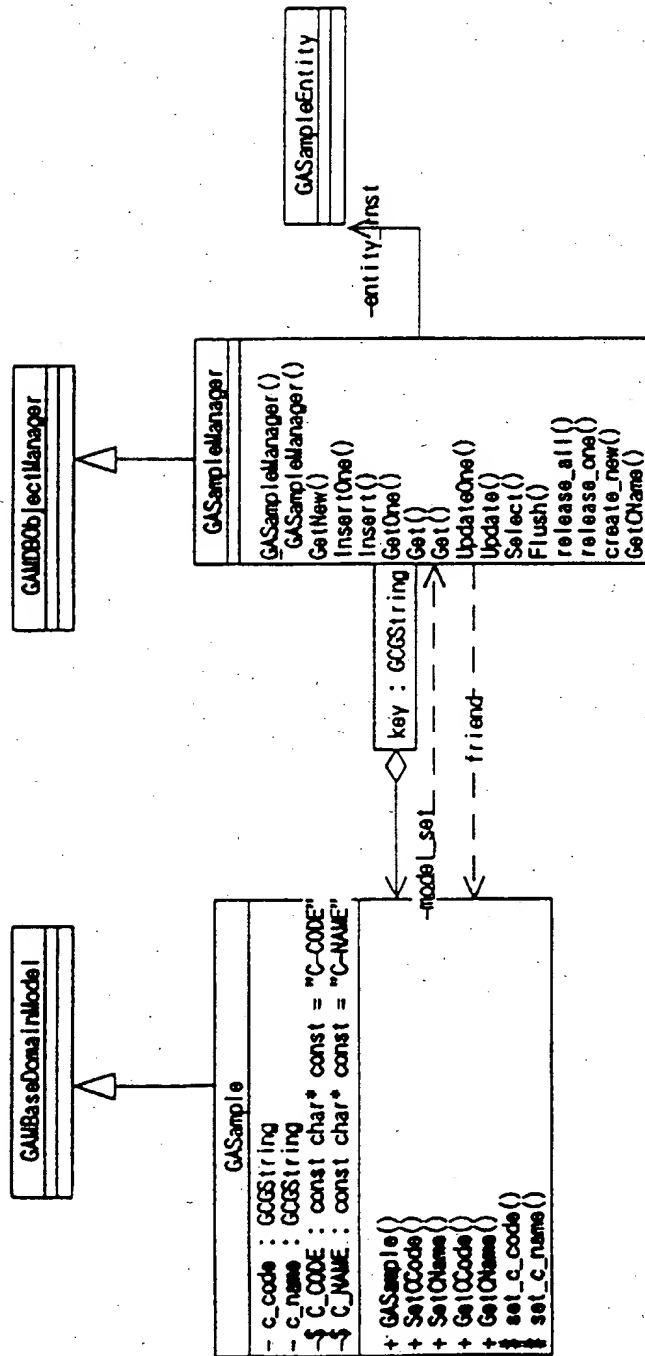 GAMBaseDomainModel
GASample
- c_code : GCGString
- c_name : GCGString
-$ C_CODE : const char* const = "C-CODE"
-$ C_NAME : const char* const = "C-NAME"
+ GASample()
+ SetCCode()
+ SetCName()
+ GetCCode()
+ GetCName()
# set_c_code()
# set_c_name()
-model_set
friend
key : GCGString
GAMDBObjectManager
GASampleManager
GASampleManager()
GASampleManager()
GetNew()
InsertOne()
Insert()
GetOne()
Get()
Get()
UpdateOne()
Update()
Select()
Flush()
release_all()
release_one()
create_new()
GetCName()
-entity_inst
GASampleEntity